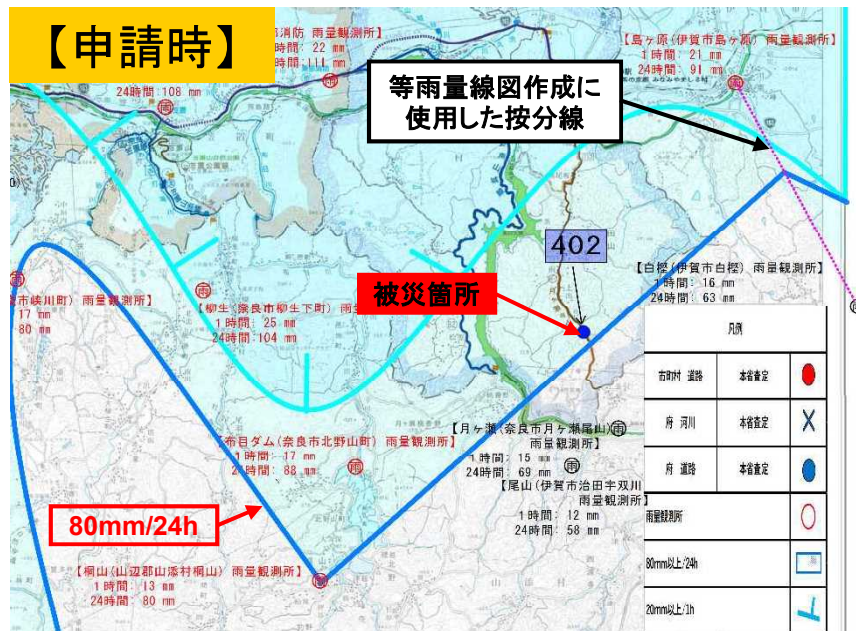 【申請時】
消防 雨量観測所】
1時間: 22 mm
24時間:111 mm
24時間:108 mm
【島ヶ原(伊賀市島ヶ原) 雨量観測所】
1時間: 21 mm
24時間: 91 mm
等雨量線図作成に
使用した按分線
402
被災箇所
【白樫(伊賀市白樫) 雨量観測所】
1時間: 16 mm
24時間: 63 mm
市峡川町) 雨量観測所】
17 mm
80 mm
【柳生(奈良市柳生下町) 雨
1時間: 25 mm
24時間:104 mm
【月ヶ瀬(奈良市月ヶ瀬尾山)
雨量観測所】
1時間: 15 mm
24時間: 69 mm
【布目ダム(奈良市北野山町) 雨量観測所】
1時間: 17 mm
24時間: 88 mm
【尾山(伊賀市治田字双川
雨量観測所】
1時間: 12 mm
24時間: 58 mm
80mm/24h
【桐山(山辺郡山添村桐山) 雨量観測所】
1時間: 13 mm
24時間: 80 mm
凡例
市町村 道路 本省査定
府 河川 本省査定
府 道路 本省査定
雨量観測所
80mm以上/24h
20mm以上/1h